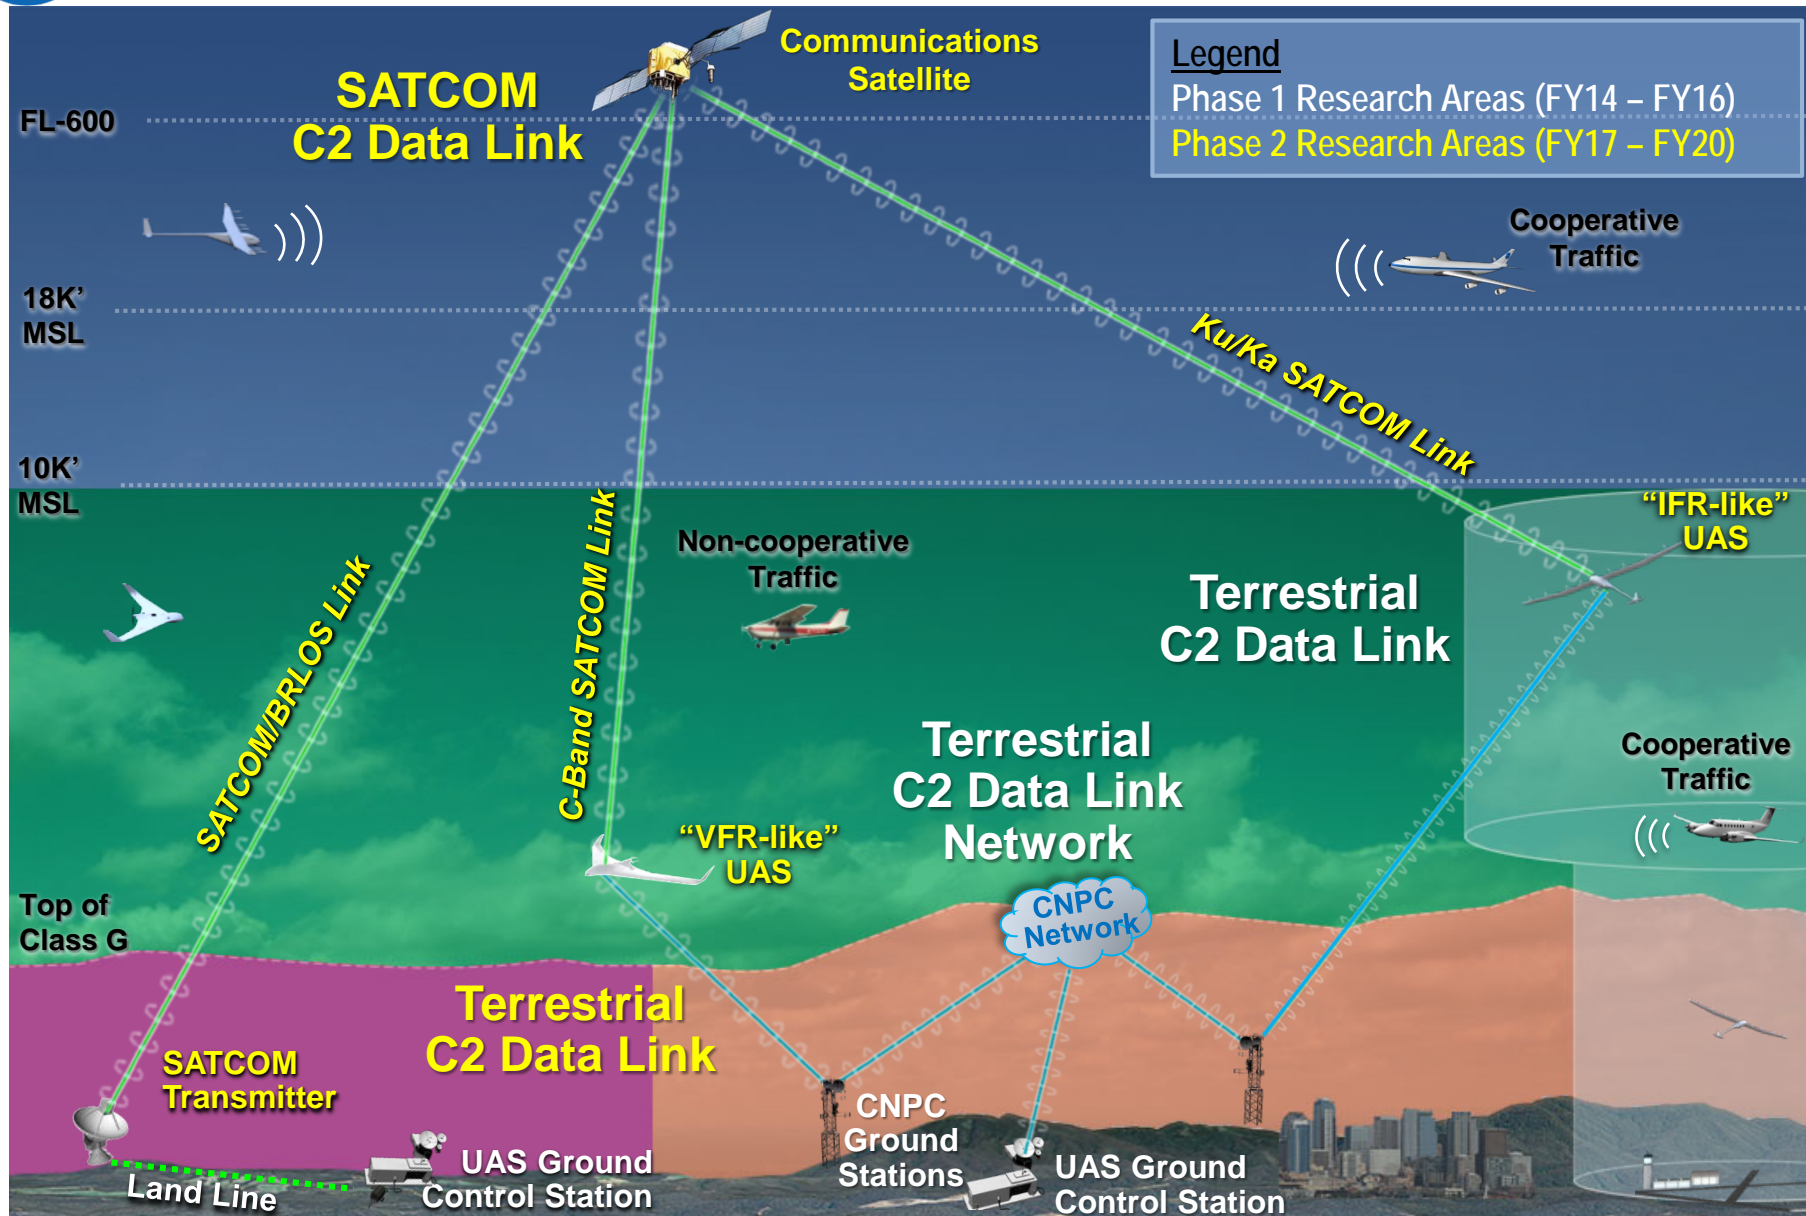 Communications
Satellite
Legend
Phase 1 Research Areas (FY14 – FY16)
Phase 2 Research Areas (FY17 – FY20)
SATCOM
C2 Data Link
FL-600
Cooperative
Traffic
18K’
MSL
Ku/Ka SATCOM Link
10K’
MSL
“IFR-like”
UAS
Non-cooperative
Traffic
SATCOM/BRLOS Link
C-Band SATCOM Link
Terrestrial
C2 Data Link
Terrestrial
C2 Data Link
Network
Cooperative
Traffic
“VFR-like”
UAS
Top of
Class G
CNPC
Network
Terrestrial
C2 Data Link
SATCOM
Transmitter
CNPC
Ground
Stations
UAS Ground
Control Station
UAS Ground
Control Station
Land Line